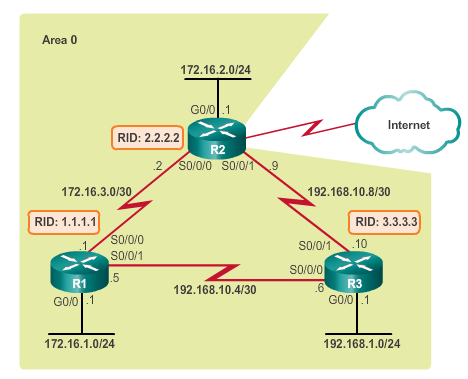 Area 0
172.16.2.0/24
G0/0 .1
Internet
RID: 2.2.2.2
R2
.2 S0/0/0 S0/0/1 .9
172.16.3.0/30
192.168.10.8/30
RID: 1.1.1.1
RID: 3.3.3.3
.1 S0/0/0
S0/0/1 .10
S0/0/1
S0/0/0
R1
.5
R3
192.168.10.4/30
.6
G0/0 .1
G0/0 .1
172.16.1.0/24
192.168.1.0/24